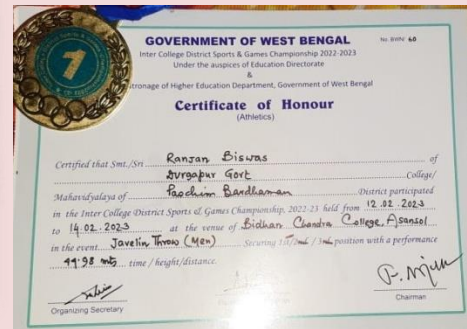 GOVERNMENT OF WEST BENGAL
No. BWN/ 60
Inter College District Sports & Games Championship 2022-2023
Under the auspices of Education Directorate
&
Patronage of Higher Education Department, Government of West Bengal
Certificate of Honour
(Athletics)
Certified that Smt./Sri Ranjan Biswas of
Durgapur Govt College/
Mahavidyalaya of Paschim Bardhaman District participated
in the Inter College District Sports & Games Championship, 2022-23 held from 12.02.2023
to 14.02.2023 at the venue of Bidhan Chandra College, Asansol
in the event Javelin Throw (Men) Securing 1st/2nd/3rd position with a performance
44.98 mts time / height/distance.
Organizing Secretary
Chairman
1